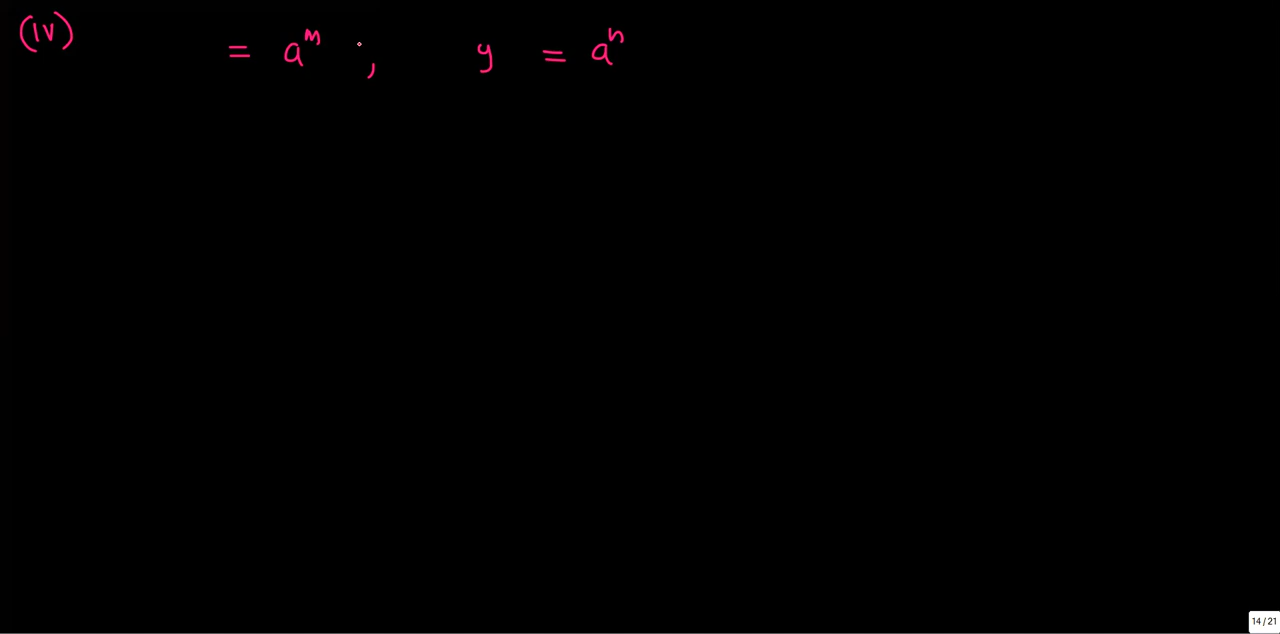 (iv) = a^m ; y = a^n
14 / 21